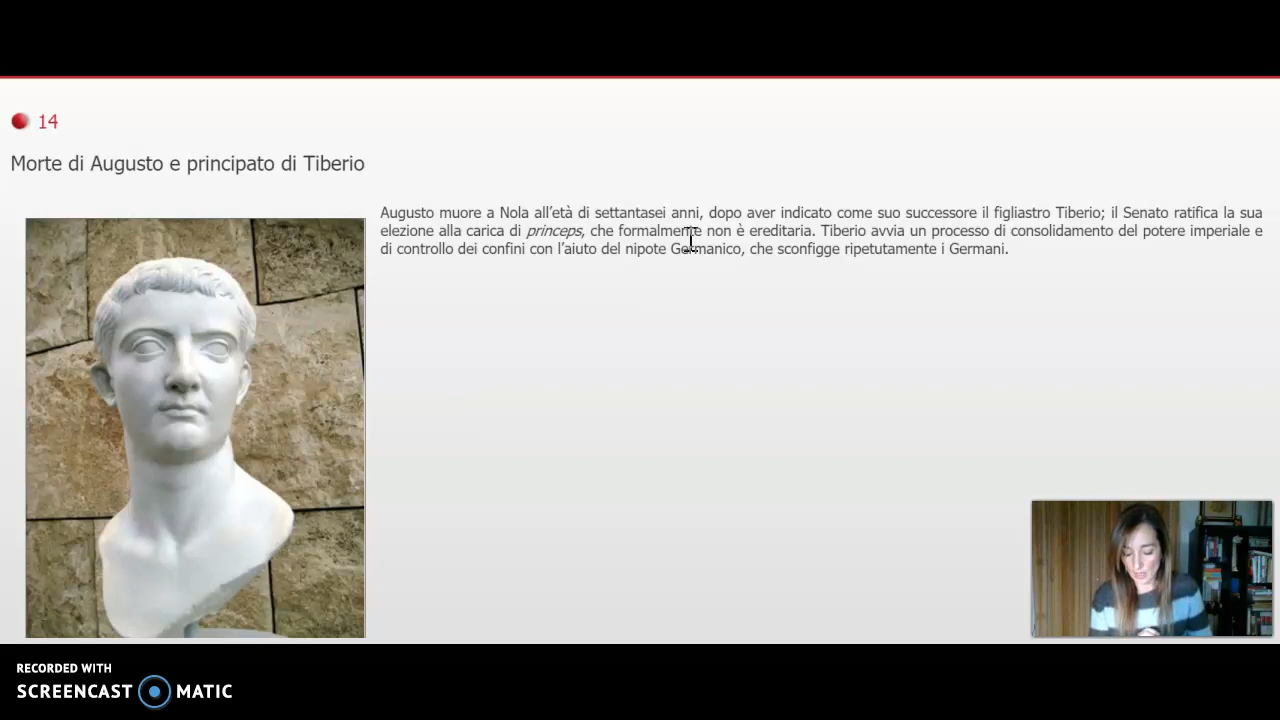 14
Morte di Augusto e principato di Tiberio
Augusto muore a Nola all'età di settantasei anni, dopo aver indicato come suo successore il figliastro Tiberio; il Senato ratifica la sua
elezione alla carica di princeps, che formalmente non è ereditaria. Tiberio avvia un processo di consolidamento del potere imperiale e
di controllo dei confini con l'aiuto del nipote Germanico, che sconfigge ripetutamente i Germani.
RECORDED WITH
SCREENCAST MATIC